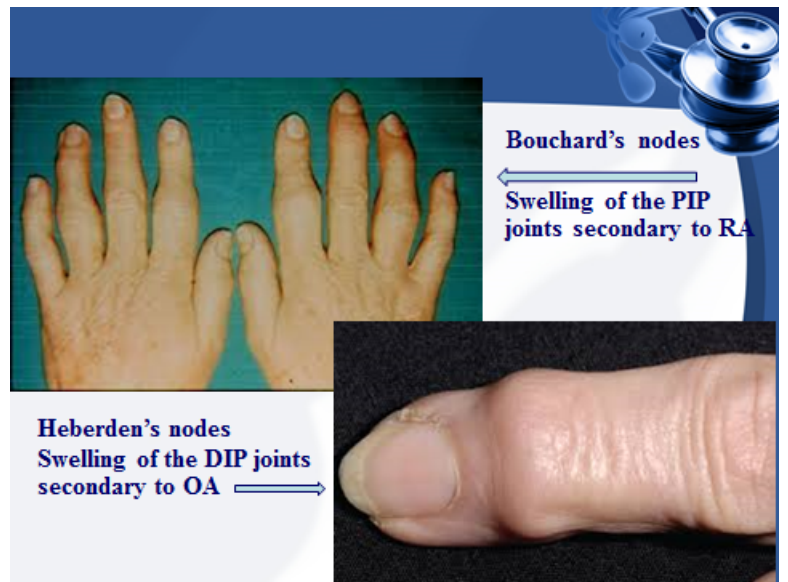 Bouchard's nodes
Swelling of the PIP
joints secondary to RA
Heberden's nodes
Swelling of the DIP joints
secondary to OA